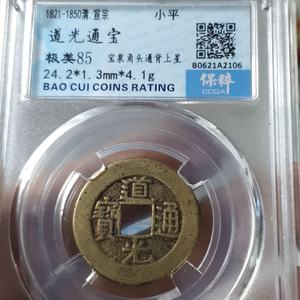 1821-1850清 宣宗 小平
道光通宝
极美85 宝泉角头通背上星
24.2*1.3mm*4.1g
BAO CUI COINS RATING
B0621A2106
保粹
CCGA
道
寶 通
光